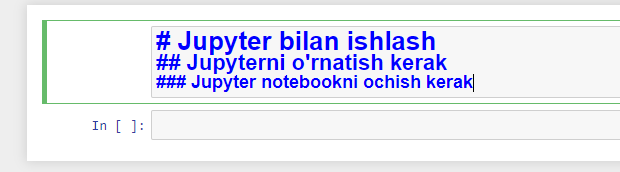 # Jupyter bilan ishlash
## Jupyterni o'rnatish kerak
### Jupyter notebookni ochish kerak
In [ ]: